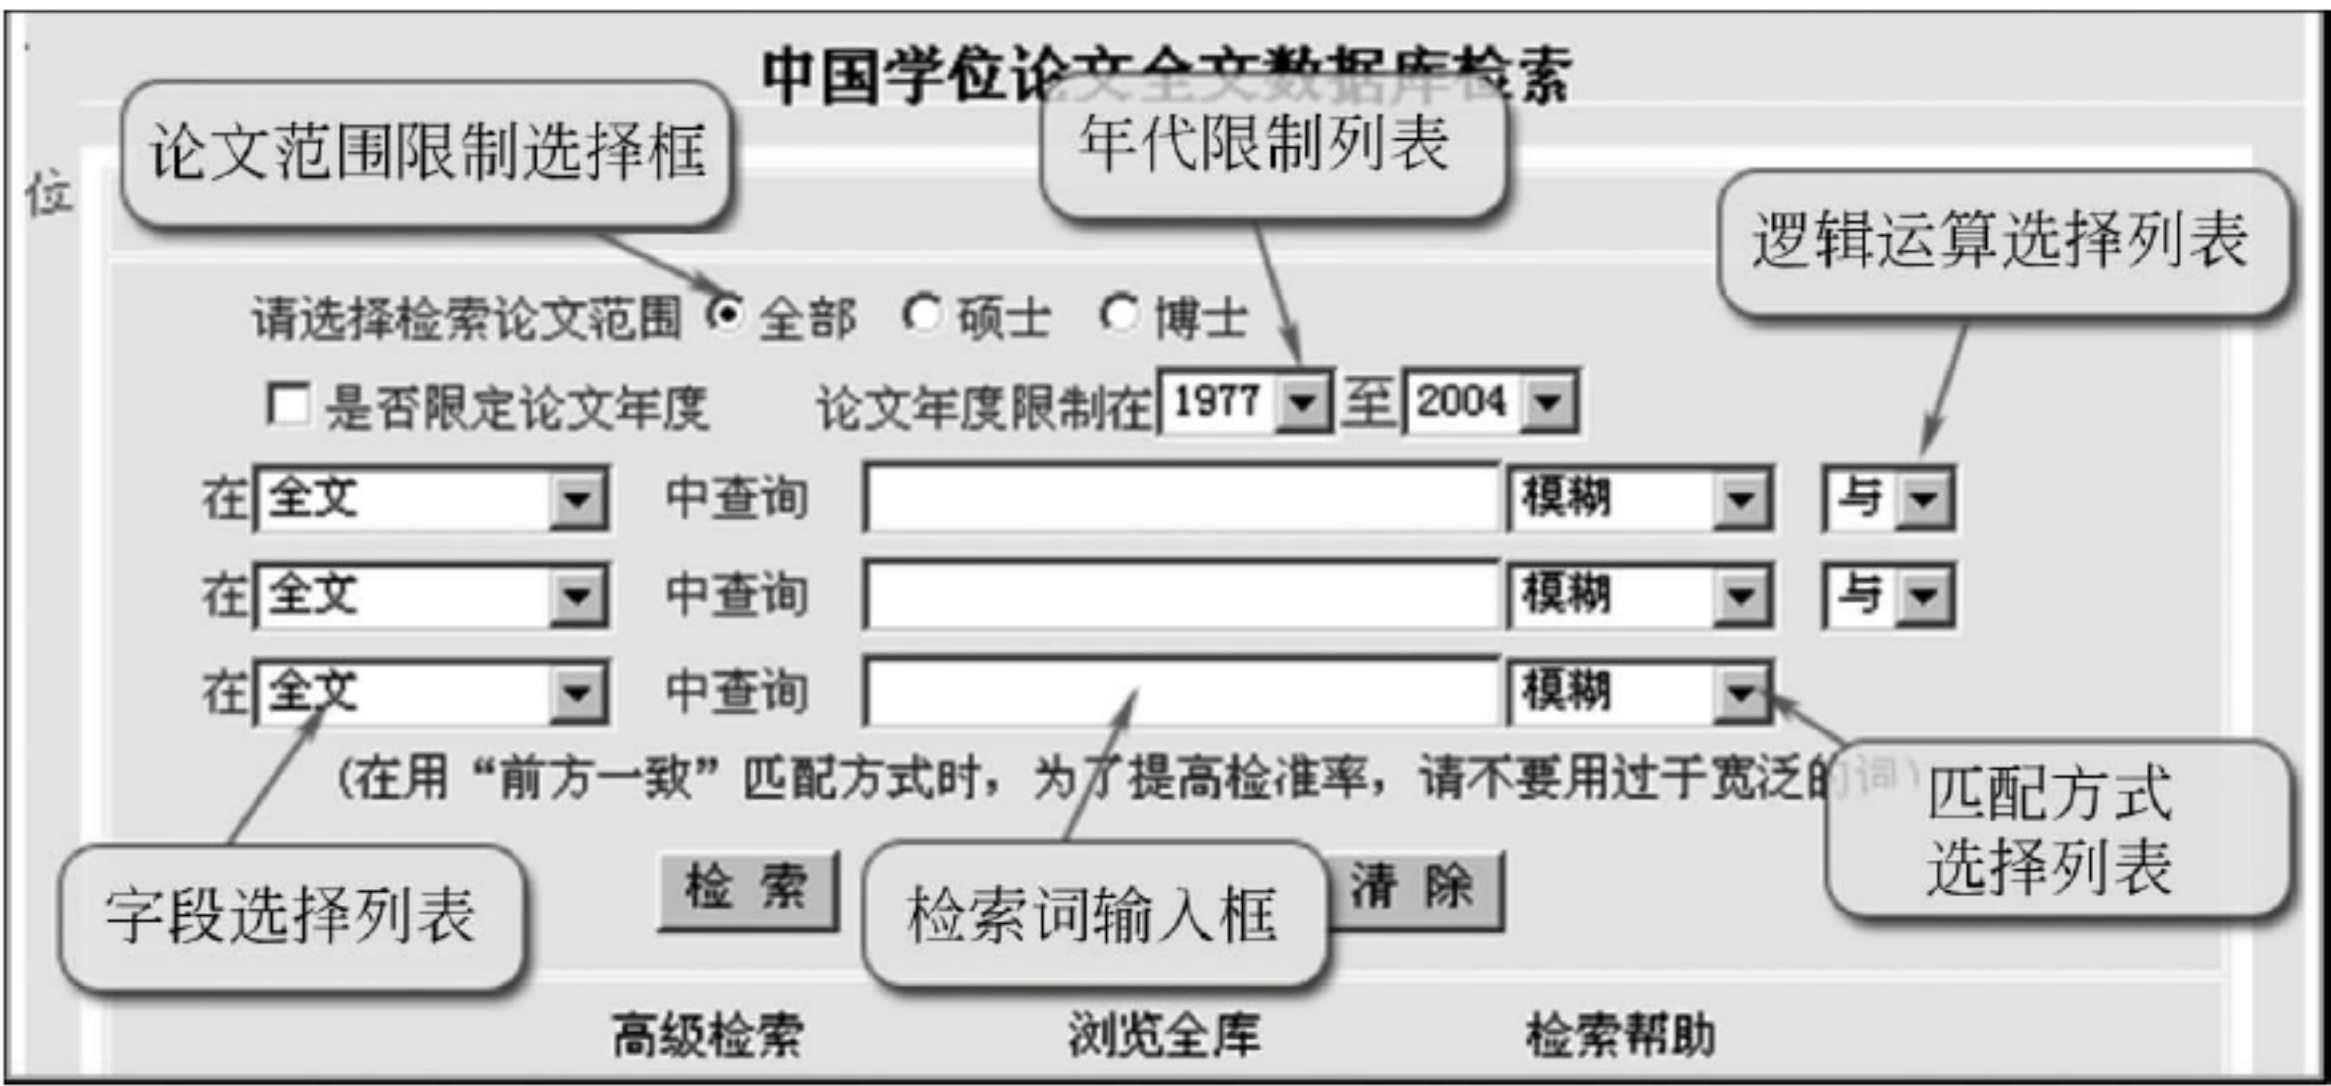 中国学位论文全文数据库检索
论文范围限制选择框
年代限制列表
位
逻辑运算选择列表
请选择检索论文范围 全部 硕士 博士
是否限定论文年度 论文年度限制在 1977 至 2004
在 全文 中查询 模糊 与
在 全文 中查询 模糊 与
在 全文 中查询 模糊
(在用“前方一致”匹配方式时，为了提高检准率，请不要用过于宽泛的词)
匹配方式
选择列表
字段选择列表
检索
检索词输入框
清除
高级检索 浏览全库 检索帮助